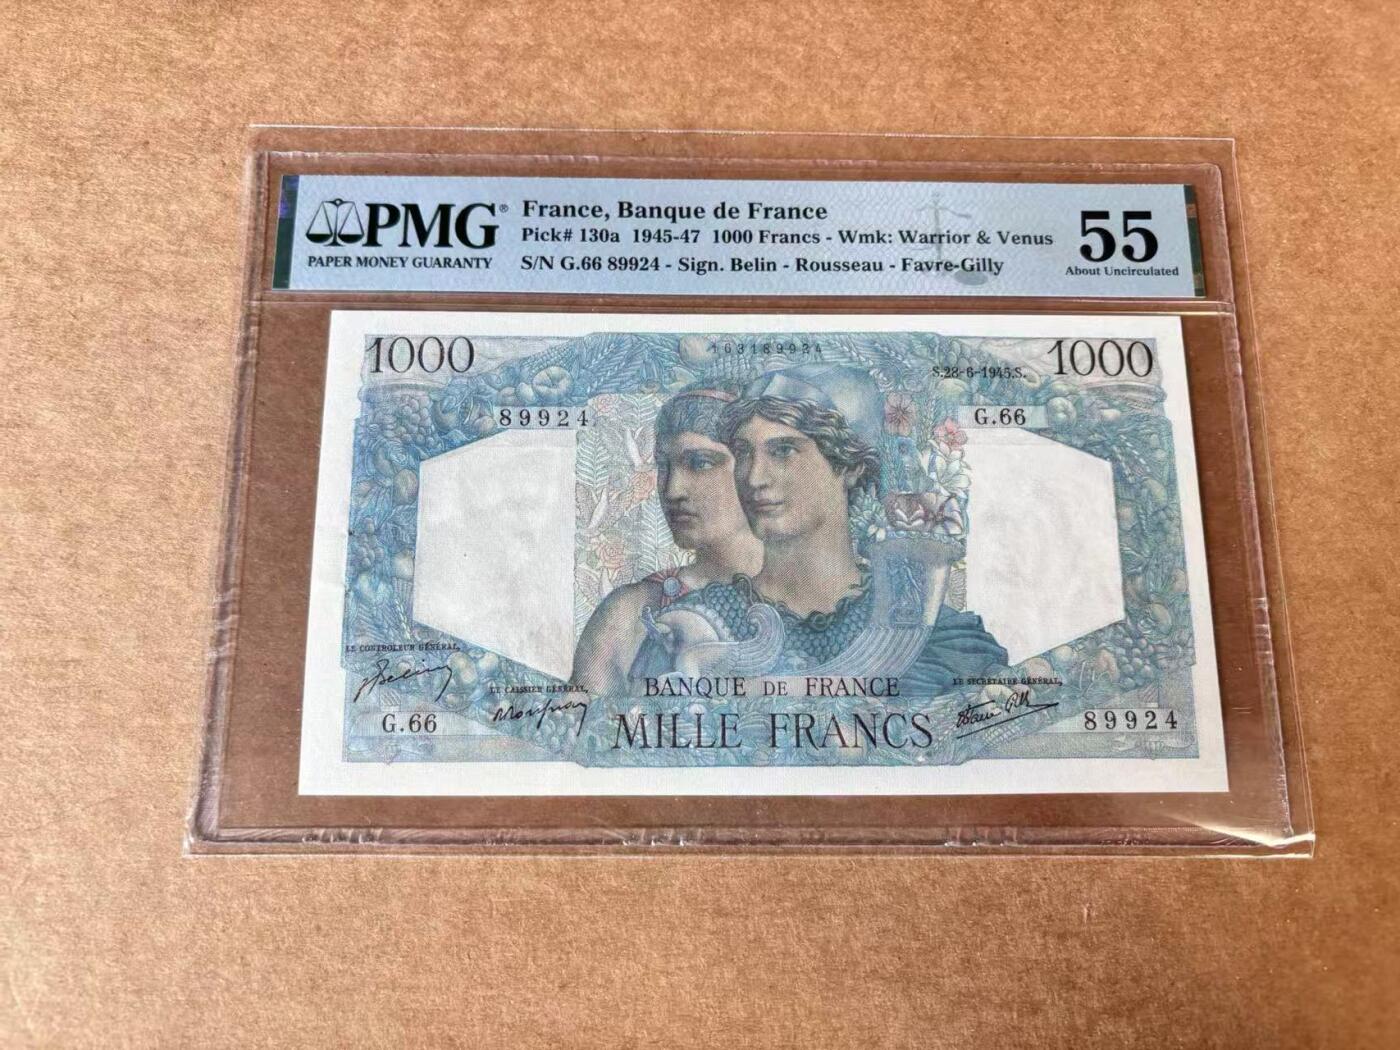 PMG®
PAPER MONEY GUARANTY
France, Banque de France
Pick# 130a 1945-47 1000 Francs - Wmk: Warrior & Venus
S/N G.66 89924 - Sign. Belin - Rousseau - Favre-Gilly
55
About Uncirculated
1000
163189924
S.28-6-1945.S.
1000
89924
G.66
LE CONTROLEUR GÉNÉRAL,
LE CAISSIER GÉNÉRAL,
LE SECRÉTAIRE GÉNÉRAL,
BANQUE DE FRANCE
G.66
MILLE FRANCS
89924